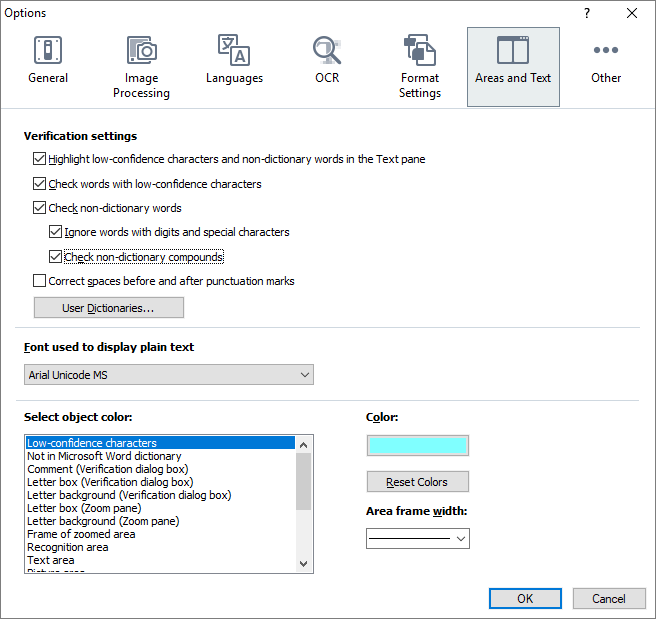 Options
?
General
Image
Processing
Languages
OCR
Format
Settings
Areas and Text
Other
Verification settings
Highlight low-confidence characters and non-dictionary words in the Text pane
Check words with low-confidence characters
Check non-dictionary words
Ignore words with digits and special characters
Check non-dictionary compounds
Correct spaces before and after punctuation marks
User Dictionaries...
Font used to display plain text
Arial Unicode MS
Select object color:
Low-confidence characters
Not in Microsoft Word dictionary
Comment (Verification dialog box)
Letter box (Verification dialog box)
Letter background (Verification dialog box)
Letter box (Zoom pane)
Letter background (Zoom pane)
Frame of zoomed area
Recognition area
Text area
Picture area
Color:
Reset Colors
Area frame width:
OK
Cancel